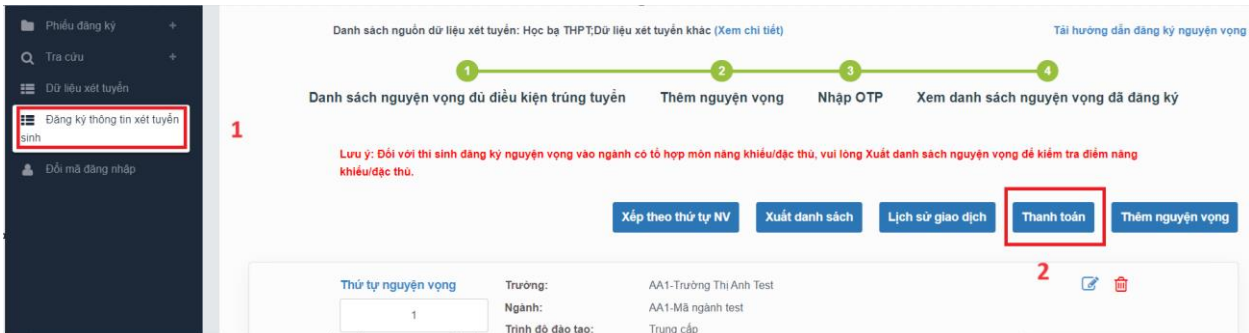 Phiếu đăng ký +
Tra cứu +
Dữ liệu xét tuyển
Đăng ký thông tin xét tuyển
sinh
Đổi mã đăng nhập
1
Danh sách nguồn dữ liệu xét tuyển: Học bạ THPT;Dữ liệu xét tuyển khác (Xem chi tiết)
Tải hướng dẫn đăng ký nguyện vọng
1 2 3 4
Danh sách nguyện vọng đủ điều kiện trúng tuyển Thêm nguyện vọng Nhập OTP Xem danh sách nguyện vọng đã đăng ký
Lưu ý: Đối với thí sinh đăng ký nguyện vọng vào ngành có tổ hợp môn năng khiếu/đặc thù, vui lòng Xuất danh sách nguyện vọng để kiểm tra điểm năng
khiếu/đặc thù.
Xếp theo thứ tự NV Xuất danh sách Lịch sử giao dịch Thanh toán Thêm nguyện vọng
2
Thứ tự nguyện vọng
1
Trường: AA1-Trường Thị Anh Test
Ngành: AA1-Mã ngành test
Trình độ đào tạo: Trung cấp